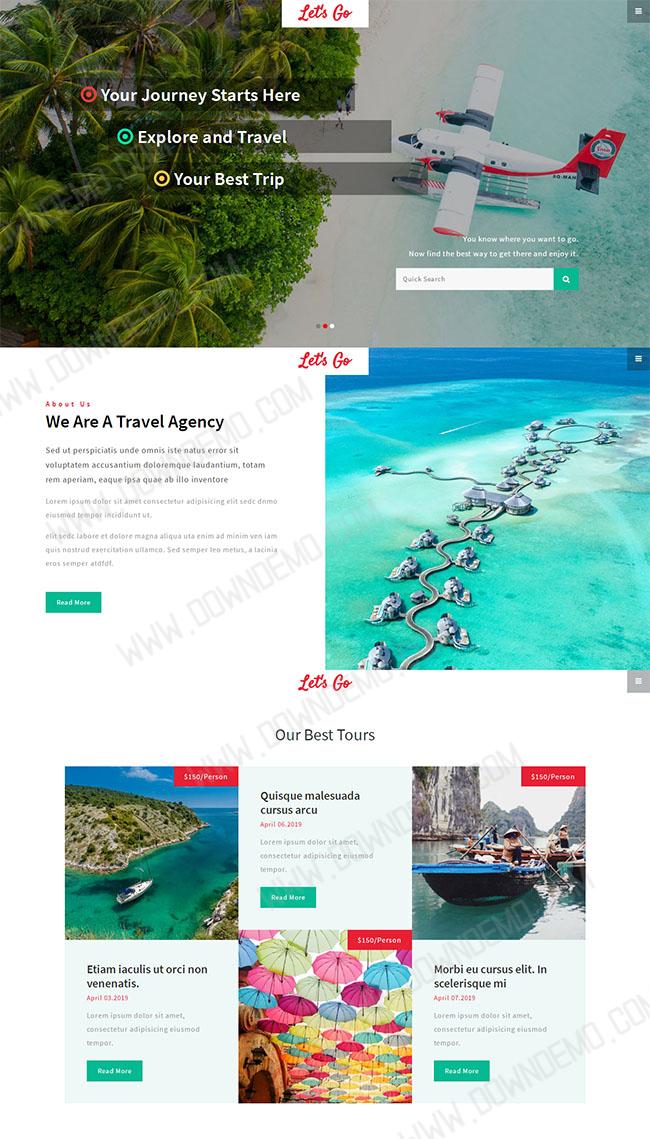 Let's Go
Your Journey Starts Here
Explore and Travel
Your Best Trip
You know where you want to go.
Now find the best way to get there and enjoy it.
Quick Search
Let's Go
About Us
We Are A Travel Agency
Sed ut perspiciatis unde omnis iste natus error sit
voluptatem accusantium doloremque laudantium, totam
rem aperiam, eaque ipsa quae ab illo inventore
Lorem ipsum dolor sit amet consectetur adipisicing elit sedc dnmo
eiusmod tempor incididunt ut.
elit sedc labore et dolore magna aliqua uta enim ad minim ven iam
quis nostrud exercitation ullamco. Sed semper leo metus, a lacinia
eros semper atdfdf.
Read More
Let's Go
Our Best Tours
$150/Person
Etiam iaculis ut orci non
venenatis.
April 03.2019
Lorem ipsum dolor sit amet,
consectetur adipisicing eiusmod
tempor.
Read More
Quisque malesuada
cursus arcu
April 06.2019
Lorem ipsum dolor sit amet,
consectetur adipisicing eiusmod
tempor.
Read More
$150/Person
$150/Person
Morbi eu cursus elit. In
scelerisque mi
April 07.2019
Lorem ipsum dolor sit amet,
consectetur adipisicing eiusmod
tempor.
Read More
WWW.DOWNDEMO.COM